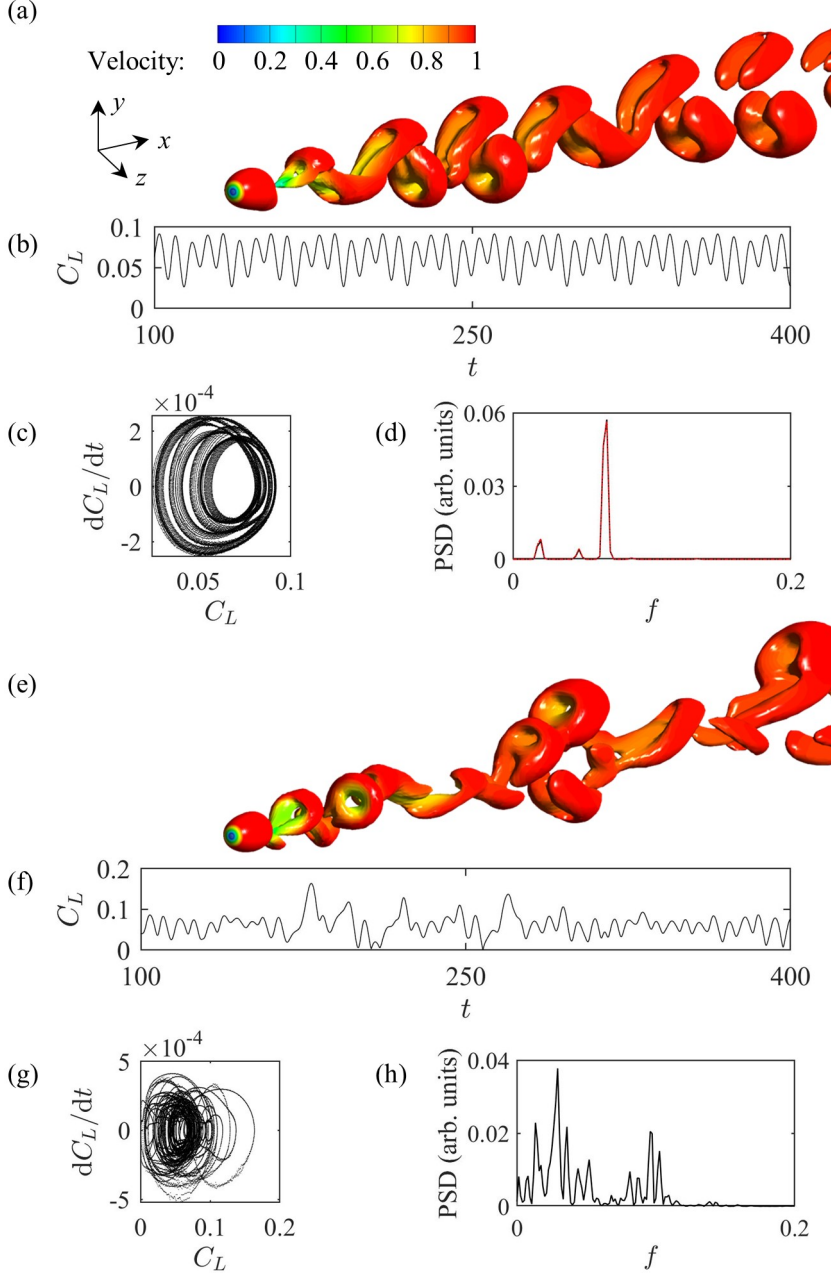 (a)
Velocity: 0 0.2 0.4 0.6 0.8 1
y
x
z
(b)
C_L
0.1
0.05
0
100 250 400
t
(c)
×10⁻⁴
dC_L/dt
2
0
-2
0.05 0.1
C_L
(d)
PSD (arb. units)
0.06
0.03
0
0 0.2
f
(e)
(f)
C_L
0.2
0.1
0
100 250 400
t
(g)
×10⁻⁴
dC_L/dt
5
0
-5
0 0.1 0.2
C_L
(h)
PSD (arb. units)
0.04
0.02
0
0 0.2
f